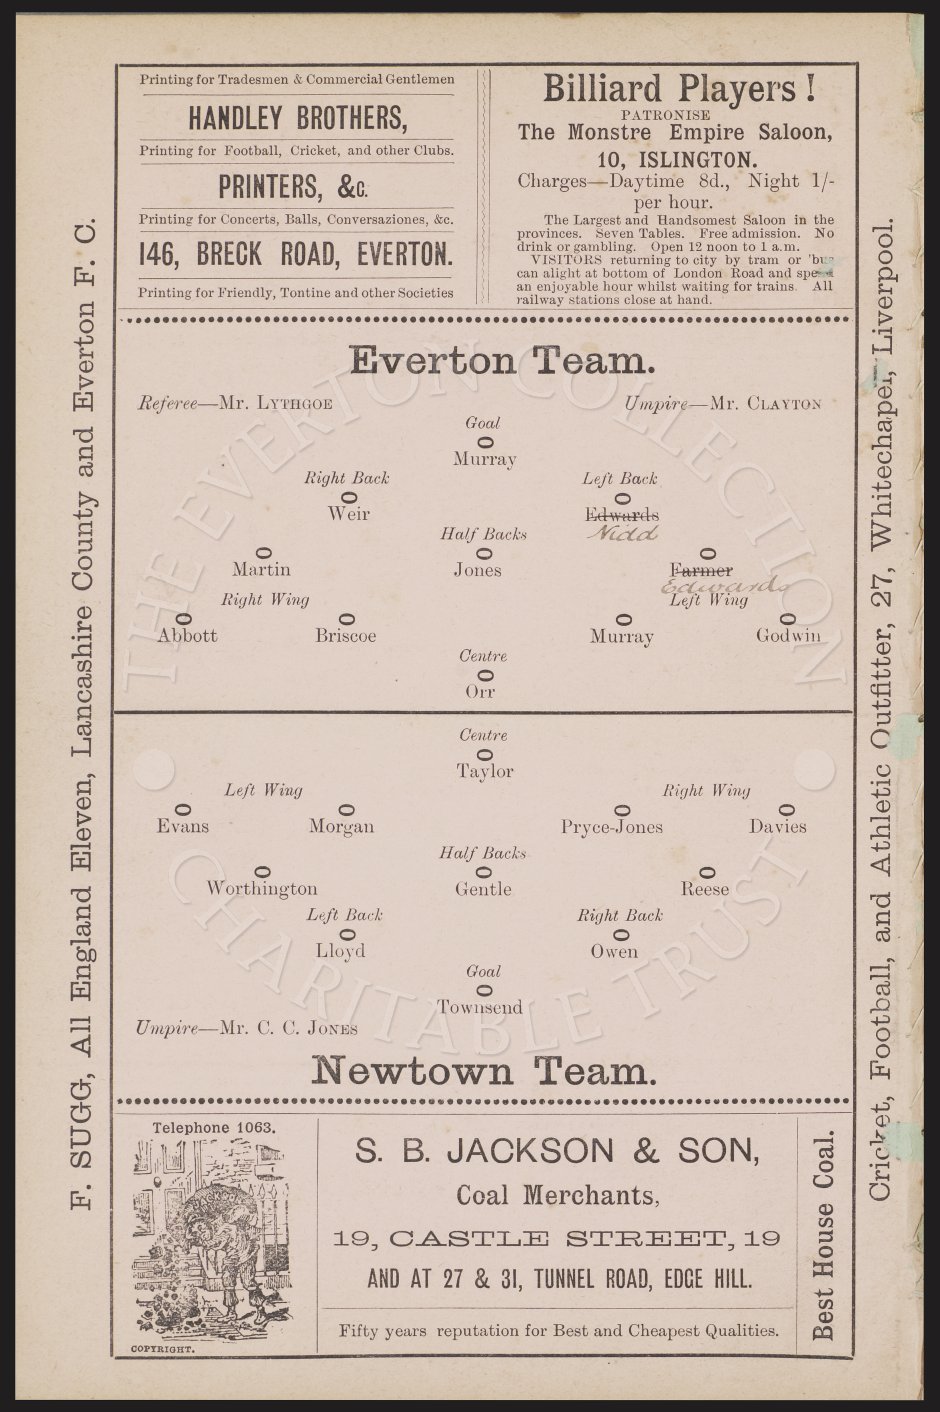 Printing for Tradesmen & Commercial Gentlemen
HANDLEY BROTHERS,
Printing for Football, Cricket, and other Clubs.
PRINTERS, &c.
Printing for Concerts, Balls, Conversaziones, &c.
146, BRECK ROAD, EVERTON.
Printing for Friendly, Tontine and other Societies
Billiard Players!
PATRONISE
The Monstre Empire Saloon,
10, ISLINGTON.
Charges—Daytime 8d., Night 1/-
per hour.
The Largest and Handsomest Saloon in the
provinces. Seven Tables. Free admission. No
drink or gambling. Open 12 noon to 1 a.m.
VISITORS returning to city by tram or 'bus
can alight at bottom of London Road and spend
an enjoyable hour whilst waiting for trains. All
railway stations close at hand.
F. SUGG, All England Eleven, Lancashire County and Everton F. C.
Everton Team.
Referee—Mr. LYTHGOE
Umpire—Mr. CLAYTON
Goal
Murray
Right Back
Left Back
Weir
Edwards
Nidd
Half Backs
Martin
Jones
Farmer
Edwards
Right Wing
Left Wing
Abbott
Briscoe
Murray
Godwin
Centre
Orr
Centre
Taylor
Left Wing
Right Wing
Evans
Morgan
Pryce-Jones
Davies
Half Backs
Worthington
Gentle
Reese
Left Back
Right Back
Lloyd
Owen
Goal
Townsend
Umpire—Mr. C. C. JONES
Newtown Team.
Cricket, Football, and Athletic Outfitter, 27, Whitechapel, Liverpool.
Telephone 1063.
COPYRIGHT.
S. B. JACKSON & SON,
Coal Merchants,
19, CASTLE STREET, 19
AND AT 27 & 31, TUNNEL ROAD, EDGE HILL.
Fifty years reputation for Best and Cheapest Qualities.
Best House Coal.
THE EVERTON COLLECTION
CHARITABLE TRUST